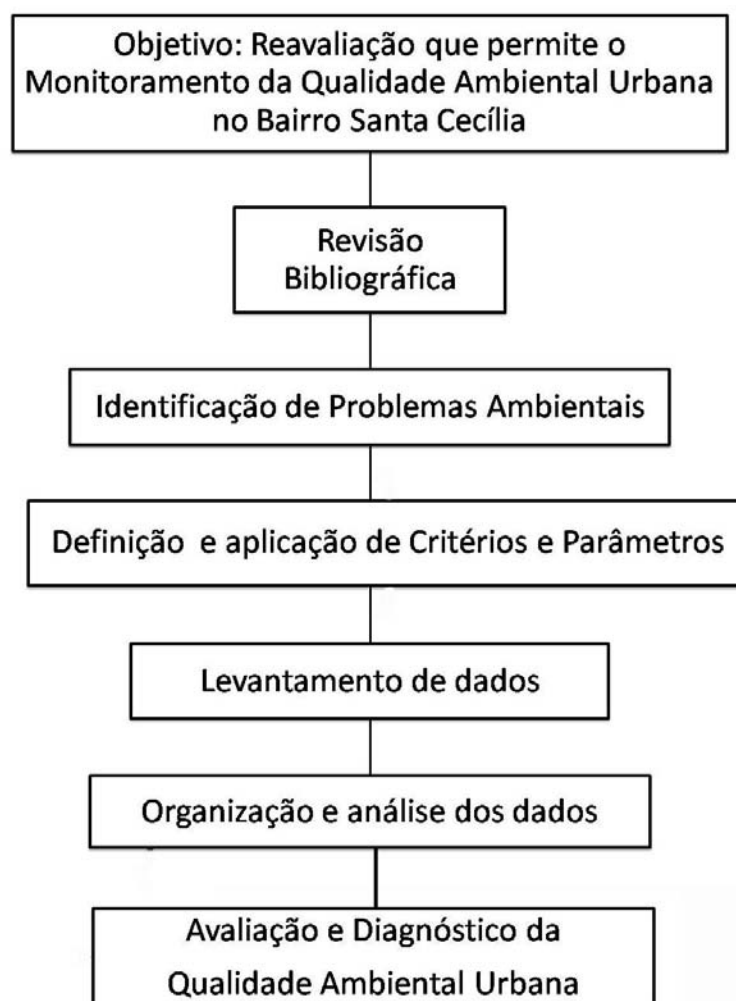 Objetivo: Reavaliação que permite o
Monitoramento da Qualidade Ambiental Urbana
no Bairro Santa Cecília
Revisão
Bibliográfica
Identificação de Problemas Ambientais
Definição e aplicação de Critérios e Parâmetros
Levantamento de dados
Organização e análise dos dados
Avaliação e Diagnóstico da
Qualidade Ambiental Urbana